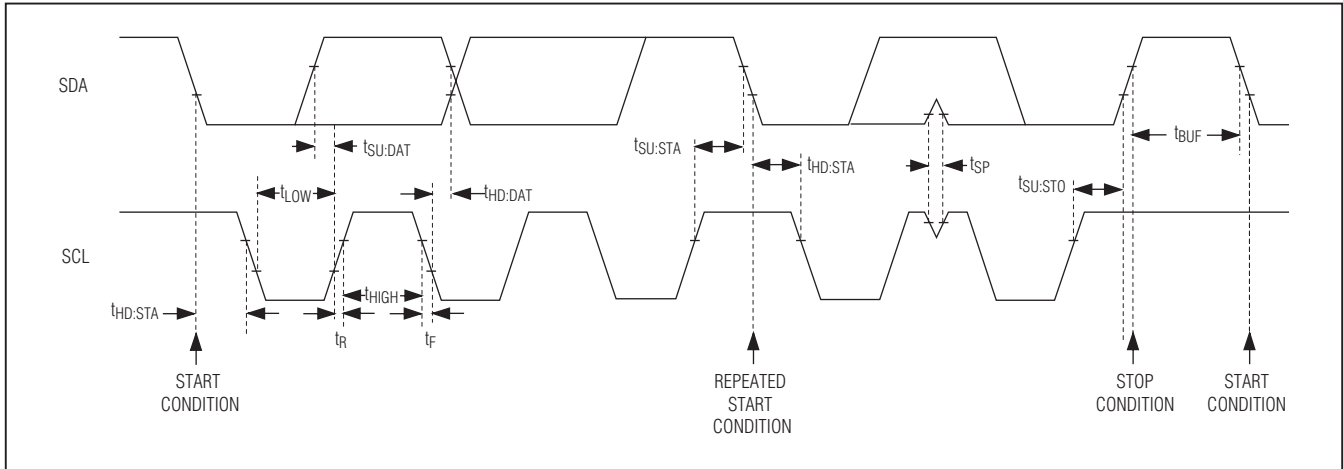 SDA
tSU:DAT
tSU:STA
tHD:STA
tSP
tBUF
tSU:STO
tLOW
tHD:DAT
SCL
tHD:STA
tHIGH
tR
tF
START
CONDITION
REPEATED
START
CONDITION
STOP
CONDITION
START
CONDITION